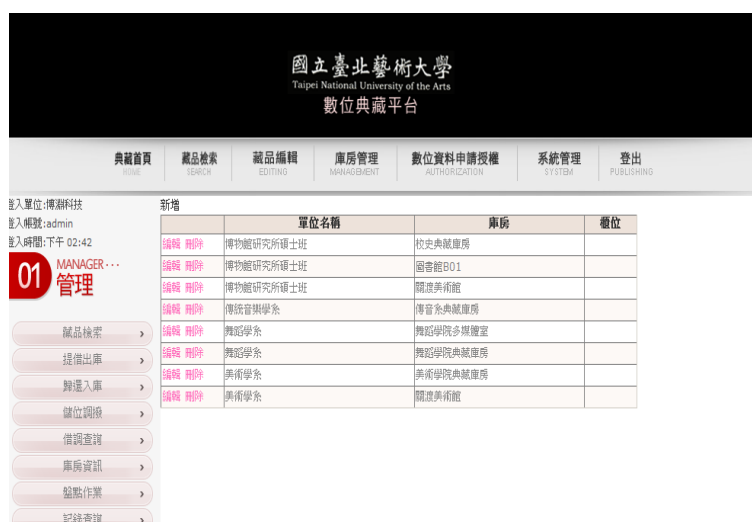 國立臺北藝術大學
Taipei National University of the Arts
數位典藏平台
典藏首頁 藏品檢索 藏品編輯 庫房管理 數位資料申請授權 系統管理 登出
HOME SEARCH EDITING MANAGEMENT AUTHORIZATION SYSTEM PUBLISHING
登入單位:博淵科技
登入帳號:admin
登入時間:下午 02:42
01 MANAGER···
管理
藏品檢索 ›
提借出庫 ›
歸還入庫 ›
儲位調撥 ›
借調查詢 ›
庫房資訊 ›
盤點作業 ›
記錄查詢 ›
新增
單位名稱 庫房 櫃位
編輯 刪除 博物館研究所碩士班 校史典藏庫房
編輯 刪除 博物館研究所碩士班 圖書館B01
編輯 刪除 博物館研究所碩士班 關渡美術館
編輯 刪除 傳統音樂學系 傳音系典藏庫房
編輯 刪除 舞蹈學系 舞蹈學院多媒體室
編輯 刪除 舞蹈學系 舞蹈學院典藏庫房
編輯 刪除 美術學系 美術學院典藏庫房
編輯 刪除 美術學系 關渡美術館